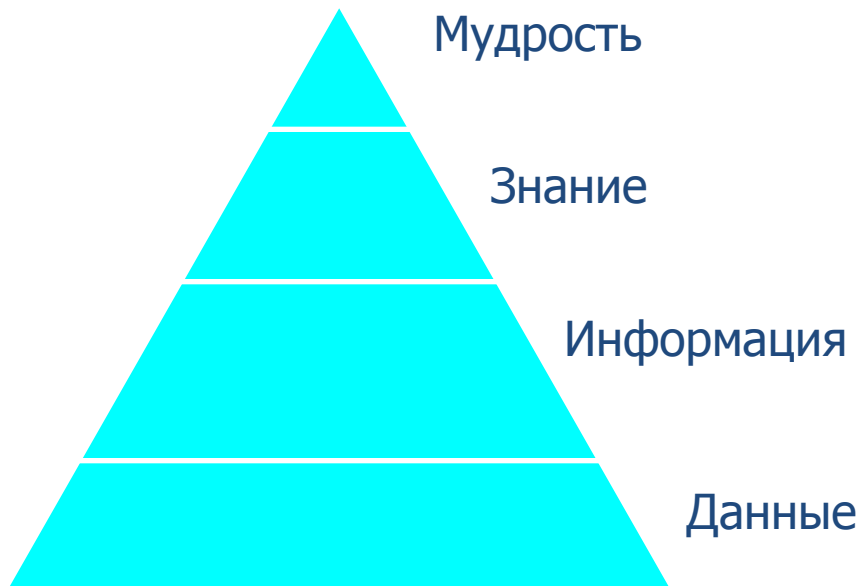 Мудрость
Знание
Информация
Данные